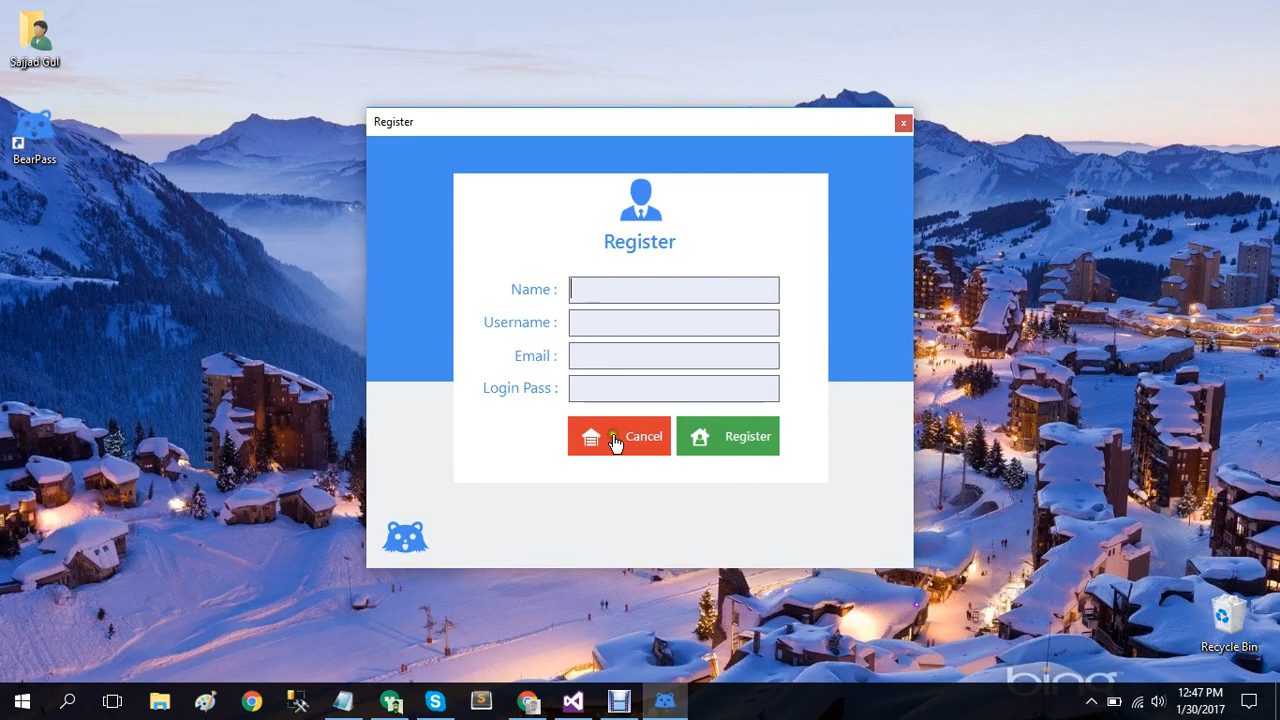 Sajjad Gul
BearPass
Register
x
Register
Name :
Username :
Email :
Login Pass :
Cancel
Register
Recycle Bin
bing
12:47 PM
1/30/2017